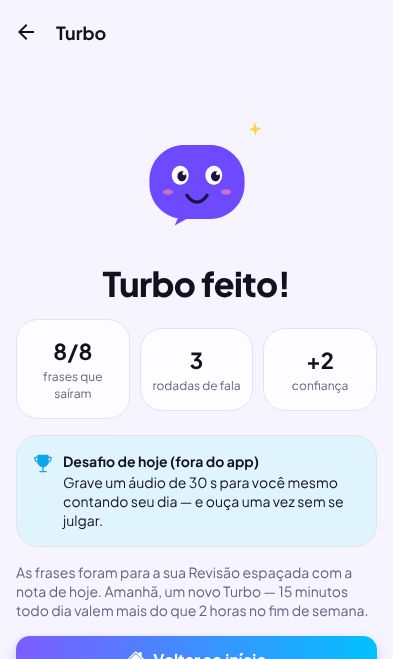 Turbo
Turbo feito!
8/8
frases que
saíram
3
rodadas de fala
+2
confiança
Desafio de hoje (fora do app)
Grave um áudio de 30 s para você mesmo
contando seu dia — e ouça uma vez sem se
julgar.
As frases foram para a sua Revisão espaçada com a
nota de hoje. Amanhã, um novo Turbo — 15 minutos
todo dia valem mais do que 2 horas no fim de semana.
Voltar ao início